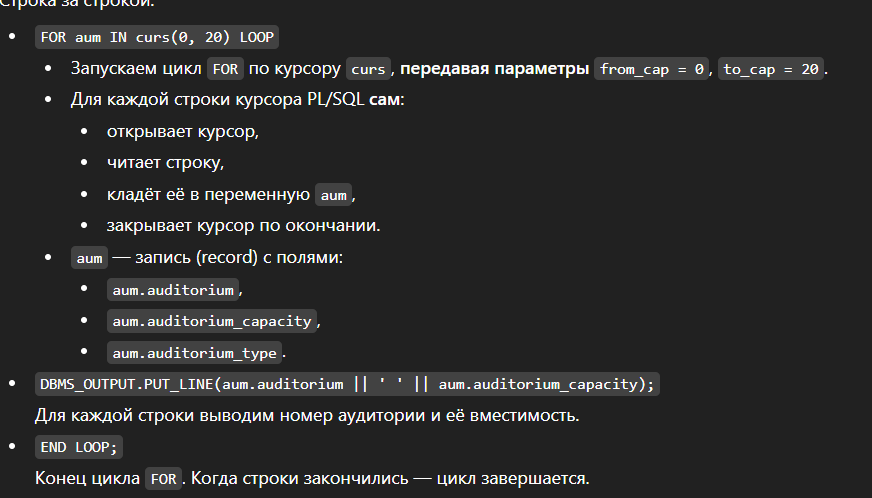 Строка за строкой:
• FOR aum IN curs(0, 20) LOOP
• Запускаем цикл FOR по курсору curs, передавая параметры from_cap = 0, to_cap = 20.
• Для каждой строки курсора PL/SQL сам:
• открывает курсор,
• читает строку,
• кладёт её в переменную aum,
• закрывает курсор по окончании.
• aum — запись (record) с полями:
• aum.auditorium,
• aum.auditorium_capacity,
• aum.auditorium_type.
• DBMS_OUTPUT.PUT_LINE(aum.auditorium || ' ' || aum.auditorium_capacity);
Для каждой строки выводим номер аудитории и её вместимость.
• END LOOP;
Конец цикла FOR. Когда строки закончились — цикл завершается.